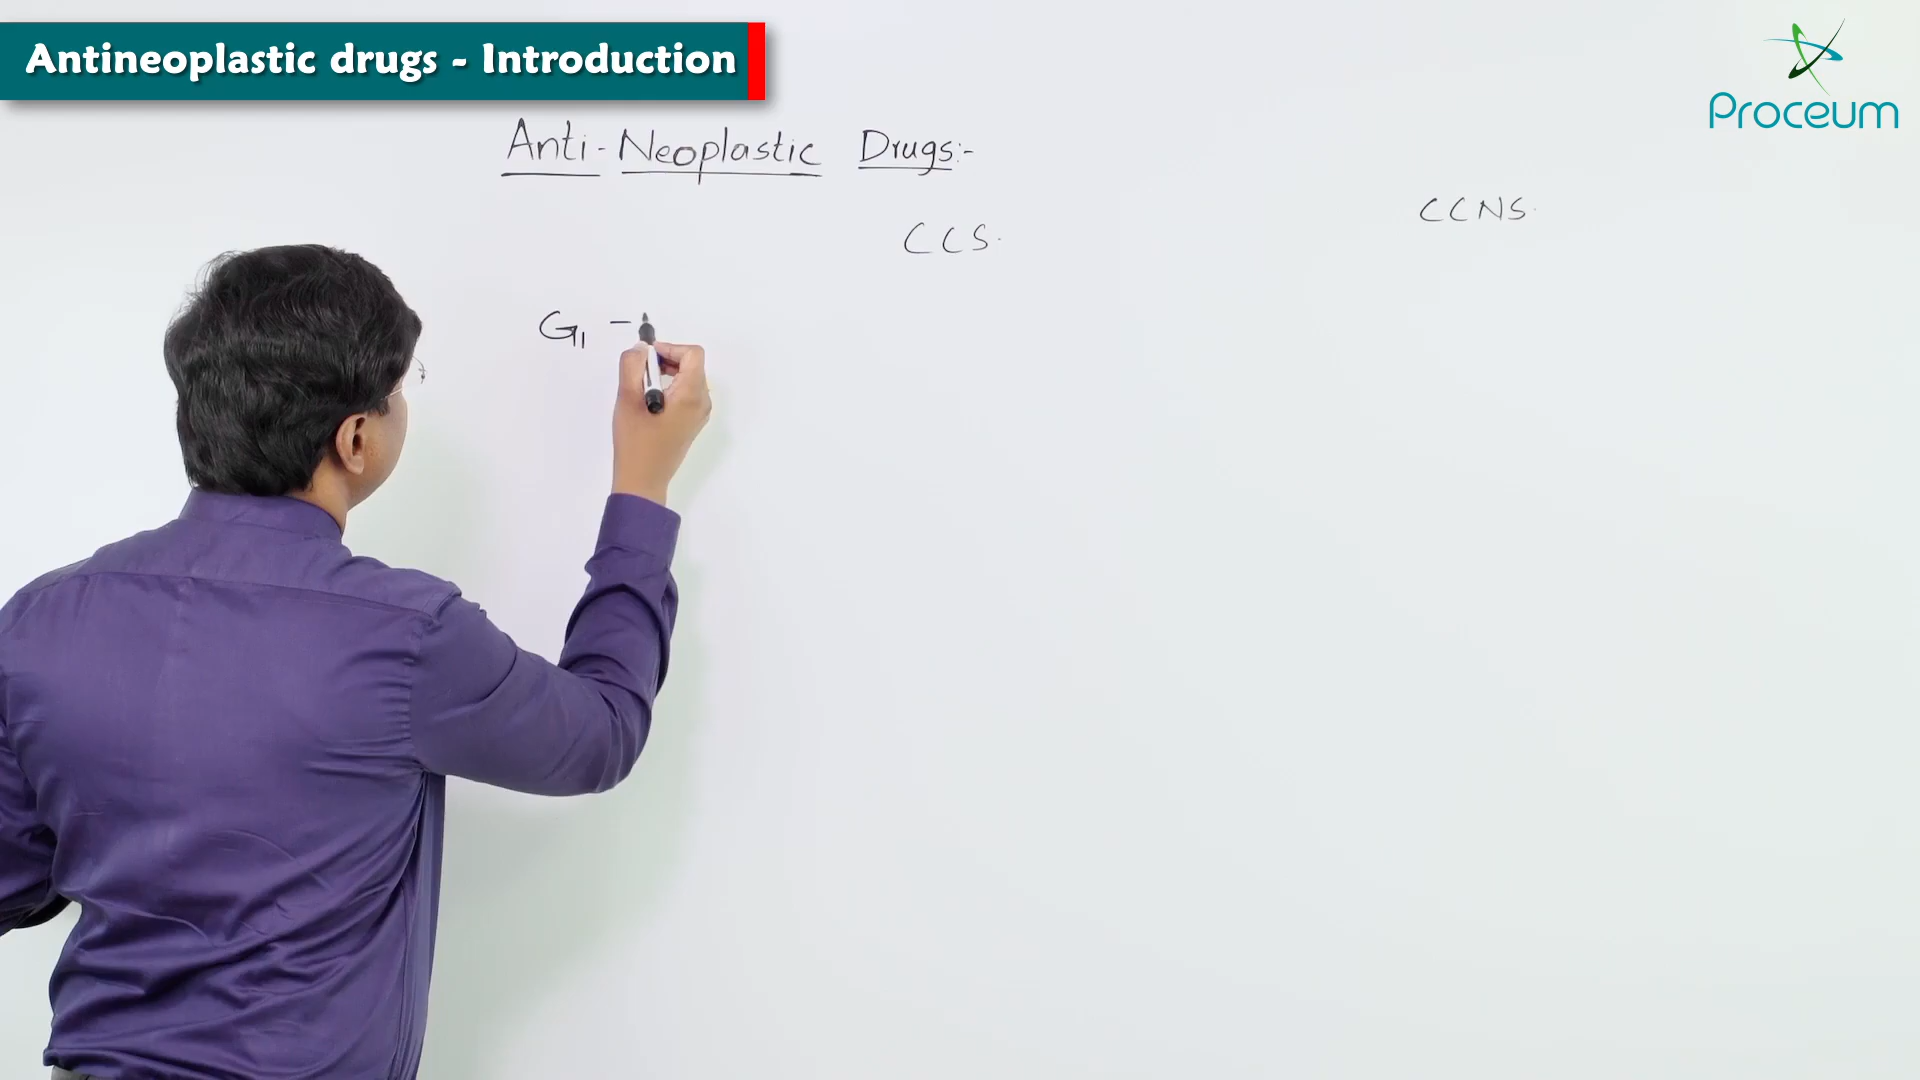 Antineoplastic drugs - Introduction
Proceum
Anti-Neoplastic Drugs:-
CCNS.
CCS.
G1 -